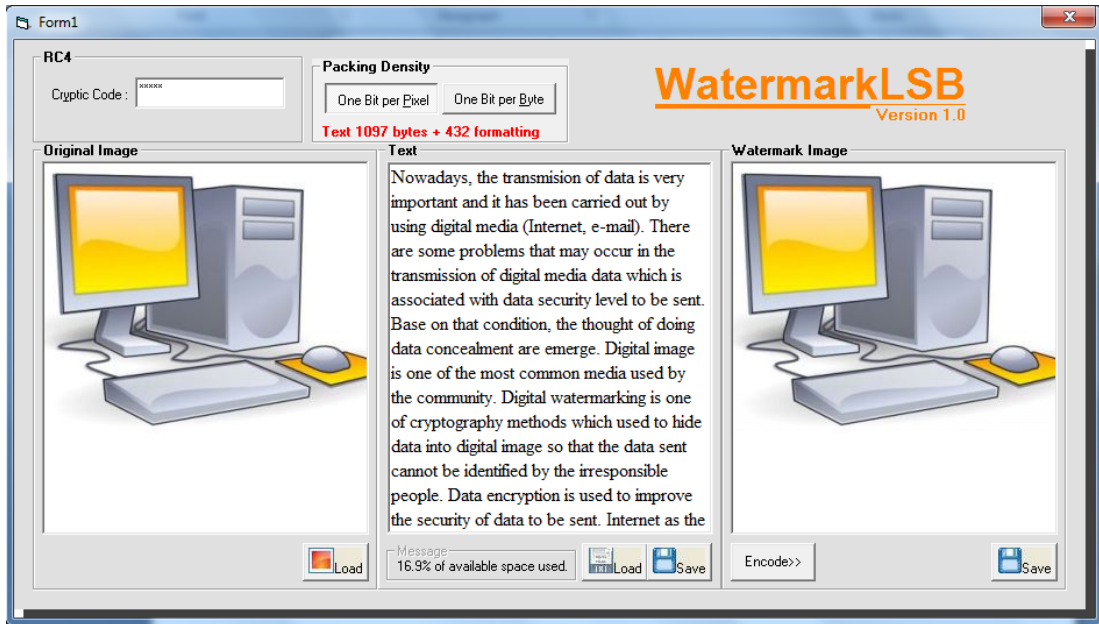 Form1
RC4
Cryptic Code :
xxxxx
Packing Density
One Bit per Pixel
One Bit per Byte
Text 1097 bytes + 432 formatting
WatermarkLSB
Version 1.0
Original Image
Text
Watermark Image
Nowadays, the transmision of data is very
important and it has been carried out by
using digital media (Internet, e-mail). There
are some problems that may occur in the
transmission of digital media data which is
associated with data security level to be sent.
Base on that condition, the thought of doing
data concealment are emerge. Digital image
is one of the most common media used by
the community. Digital watermarking is one
of cryptography methods which used to hide
data into digital image so that the data sent
cannot be identified by the irresponsible
people. Data encryption is used to improve
the security of data to be sent. Internet as the
Load
Message
16.9% of available space used.
Load
Save
Encode>>
Save